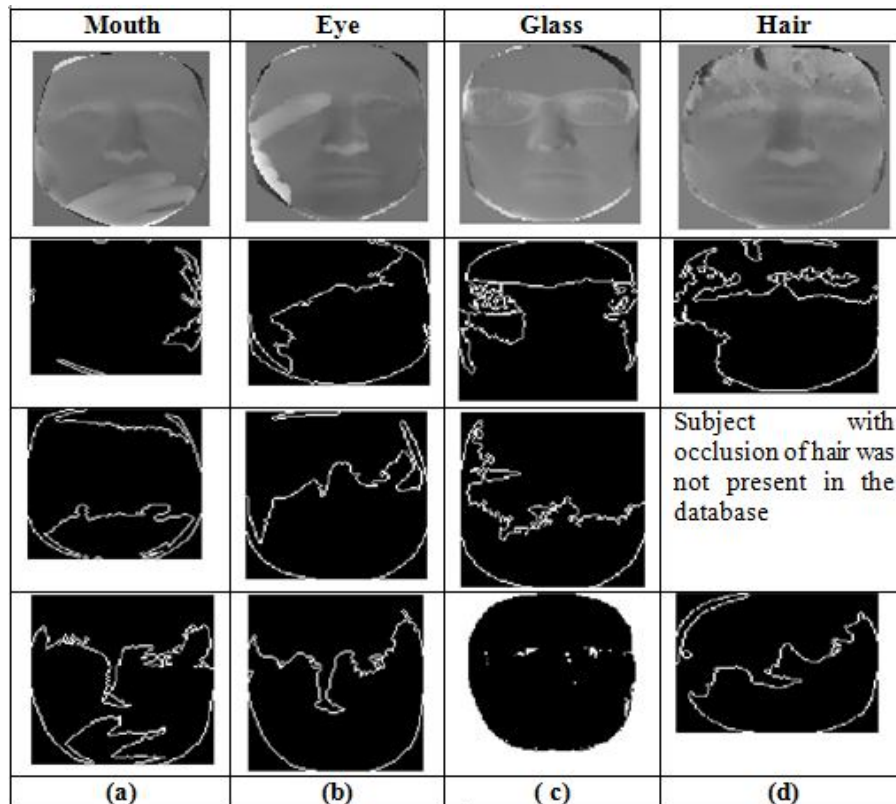 Mouth Eye Glass Hair
Subject with
occlusion of hair was
not present in the
database
(a) (b) ( c) (d)